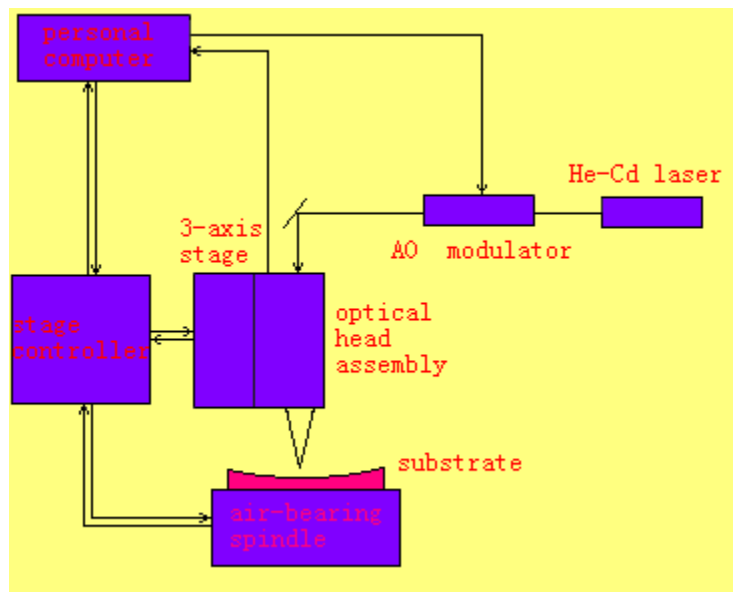 personal
computer
He-Cd laser
3-axis
stage
AO modulator
optical
head
assembly
stage
controller
substrate
air-bearing
spindle